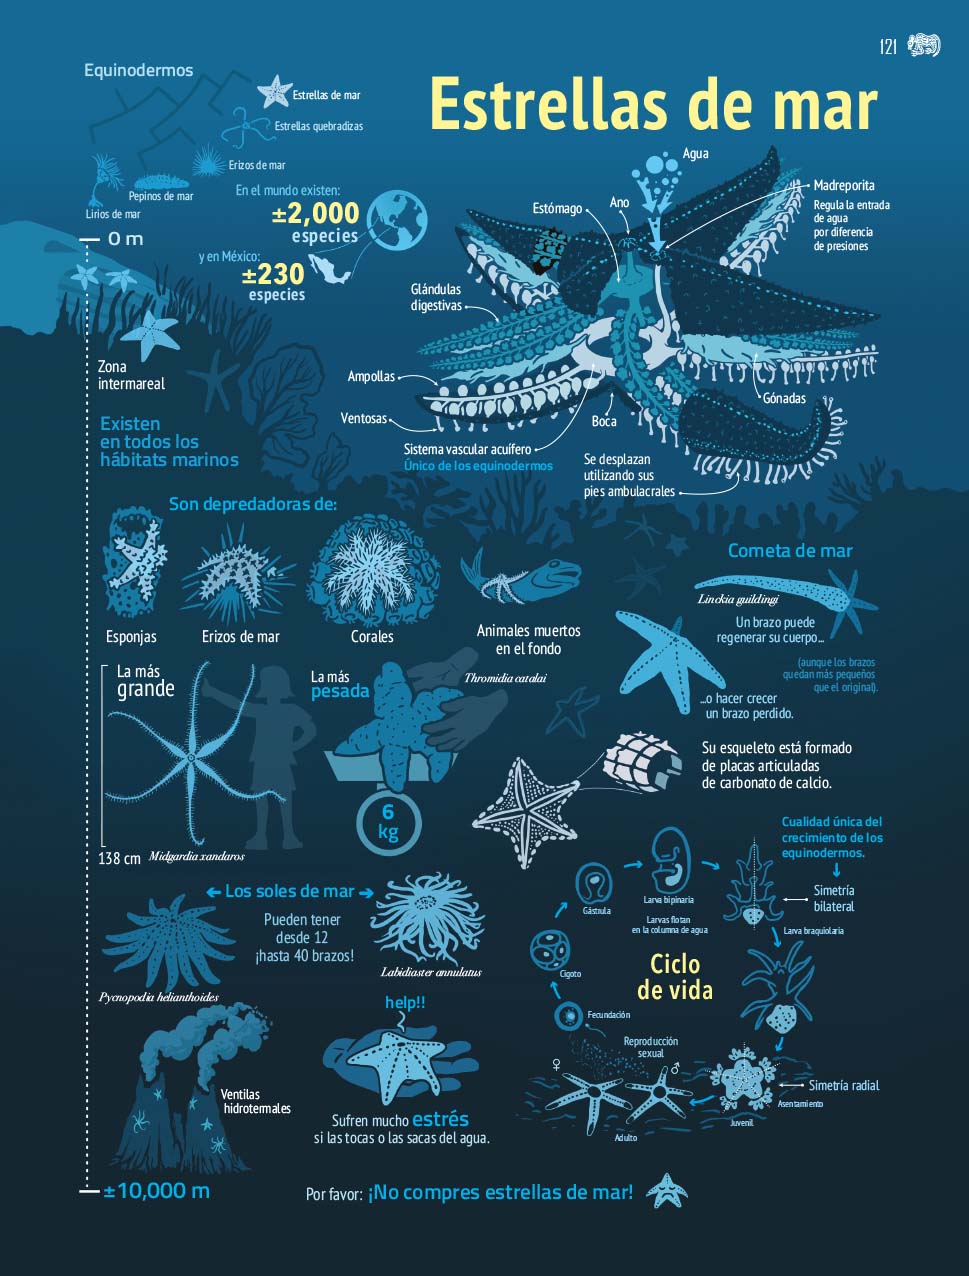 121
Equinodermos
Estrellas de mar
Estrellas de mar
Estrellas quebradizas
Erizos de mar
Pepinos de mar
Lirios de mar
En el mundo existen:
±2,000
especies
y en México:
±230
especies
0 m
Agua
Madreporita
Regula la entrada
de agua
por diferencia
de presiones
Ano
Estómago
Glándulas
digestivas
Ampollas
Ventosas
Sistema vascular acuífero
Único de los equinodermos
Boca
Gónadas
Se desplazan
utilizando sus
pies ambulacrales
Zona
intermareal
Existen
en todos los
hábitats marinos
Son depredadoras de:
Esponjas
Erizos de mar
Corales
Animales muertos
en el fondo
Cometa de mar
Linckia guildingi
Un brazo puede
regenerar su cuerpo...
(aunque los brazos
quedan más pequeños
que el original).
...o hacer crecer
un brazo perdido.
La más
grande
138 cm
Midgardia xandaros
La más
pesada
Thromidia catalai
6
kg
Su esqueleto está formado
de placas articuladas
de carbonato de calcio.
Los soles de mar
Pueden tener
desde 12
¡hasta 40 brazos!
Pycnopodia helianthoides
Labidiaster annulatus
Cualidad única del
crecimiento de los
equinodermos.
Ciclo
de vida
Gástrula
Larva bipinaria
Larvas flotan
en la columna de agua
Simetría
bilateral
Larva braquiolaria
Cigoto
Fecundación
Reproducción
sexual
♀
♂
Simetría radial
Asentamiento
Juvenil
Adulto
help!!
Sufren mucho estrés
si las tocas o las sacas del agua.
Ventilas
hidrotermales
±10,000 m
Por favor: ¡No compres estrellas de mar!